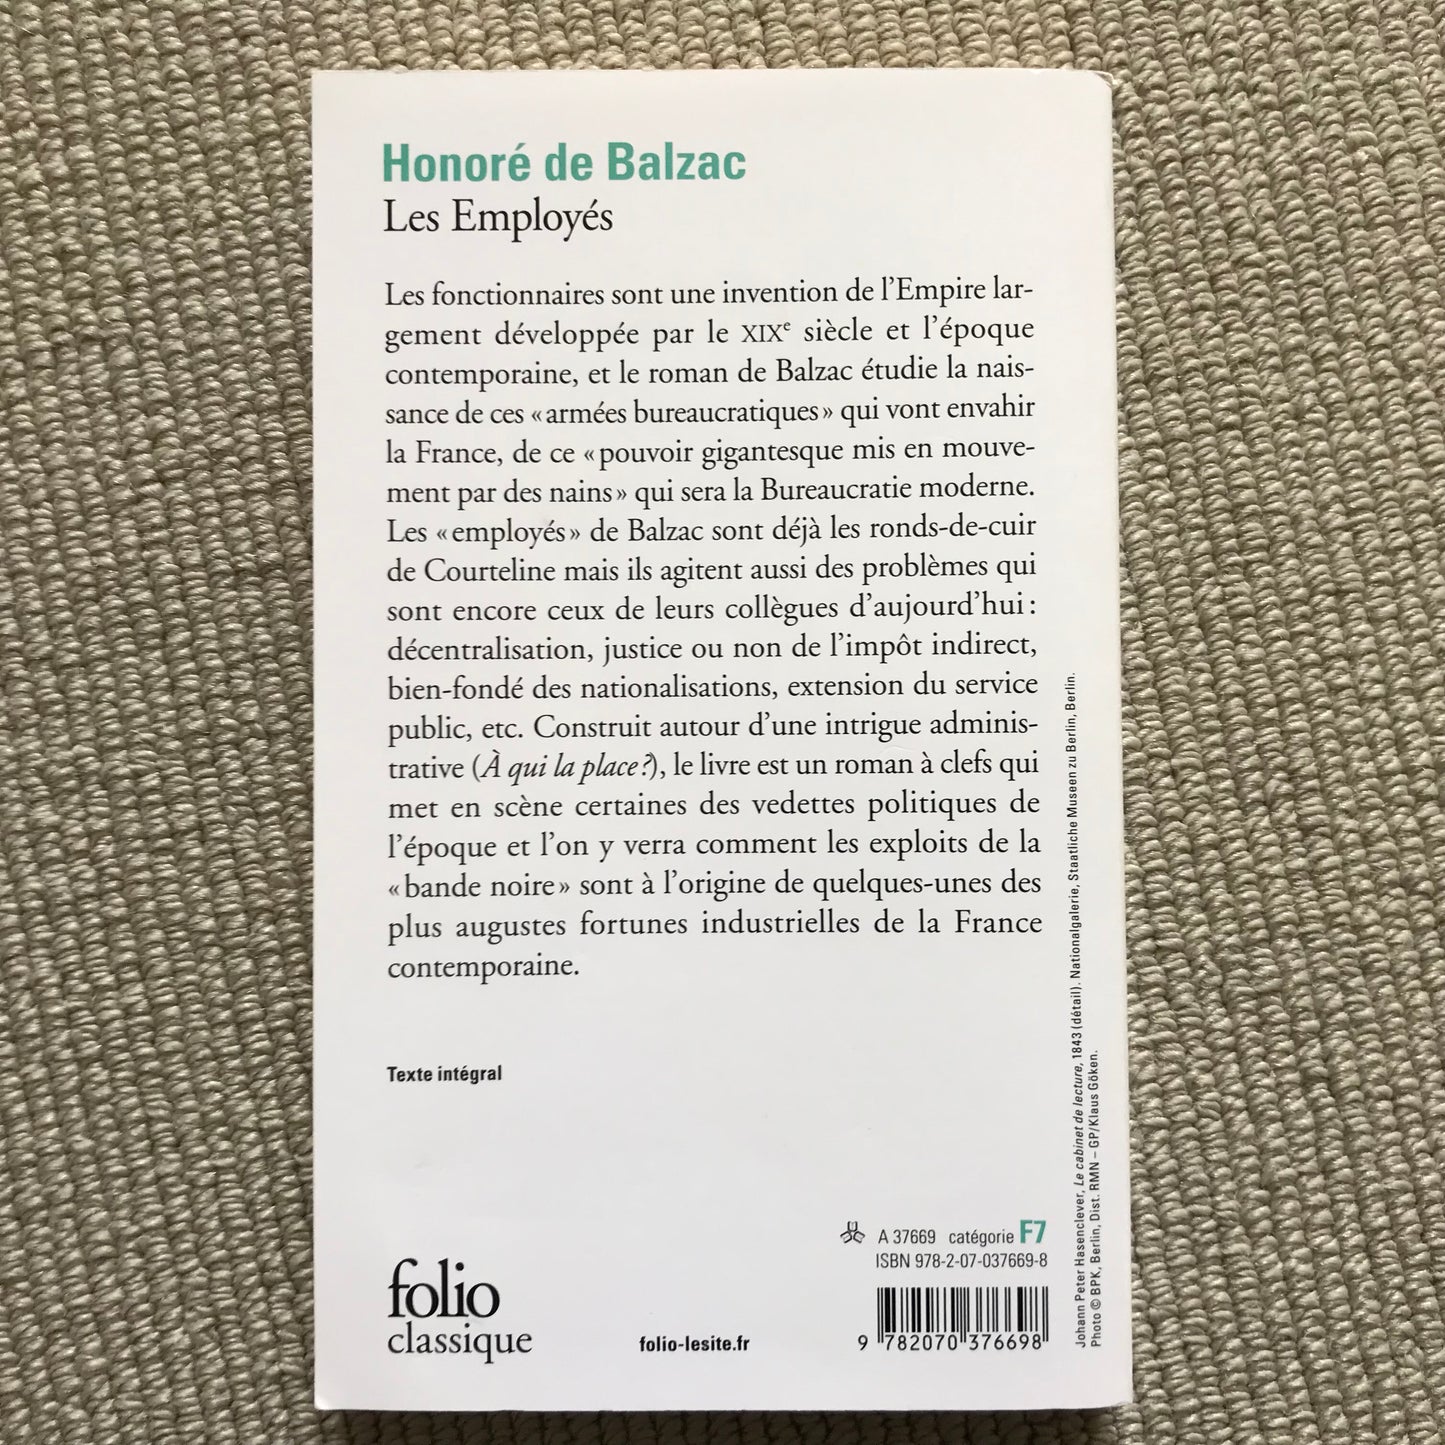 Honoré de Balzac
Les Employés
Les fonctionnaires sont une invention de l'Empire lar-
gement développée par le XIXe siècle et l'époque
contemporaine, et le roman de Balzac étudie la nais-
sance de ces «armées bureaucratiques» qui vont envahir
la France, de ce «pouvoir gigantesque mis en mouve-
ment par des nains» qui sera la Bureaucratie moderne.
Les «employés» de Balzac sont déjà les ronds-de-cuir
de Courteline mais ils agitent aussi des problèmes qui
sont encore ceux de leurs collègues d'aujourd'hui :
décentralisation, justice ou non de l'impôt indirect,
bien-fondé des nationalisations, extension du service
public, etc. Construit autour d'une intrigue adminis-
trative (À qui la place ?), le livre est un roman à clefs qui
met en scène certaines des vedettes politiques de
l'époque et l'on y verra comment les exploits de la
«bande noire» sont à l'origine de quelques-unes des
plus augustes fortunes industrielles de la France
contemporaine.
Texte intégral
A 37669 catégorie F7
ISBN 978-2-07-037669-8
folio
classique
folio-lesite.fr
9 782070 376698
Johann Peter Hasenclever, Le cabinet de lecture, 1843 (détail). Nationalgalerie, Staatliche Museen zu Berlin, Berlin.
Photo © BPK, Berlin, Dist. RMN – GP/Klaus Göken.